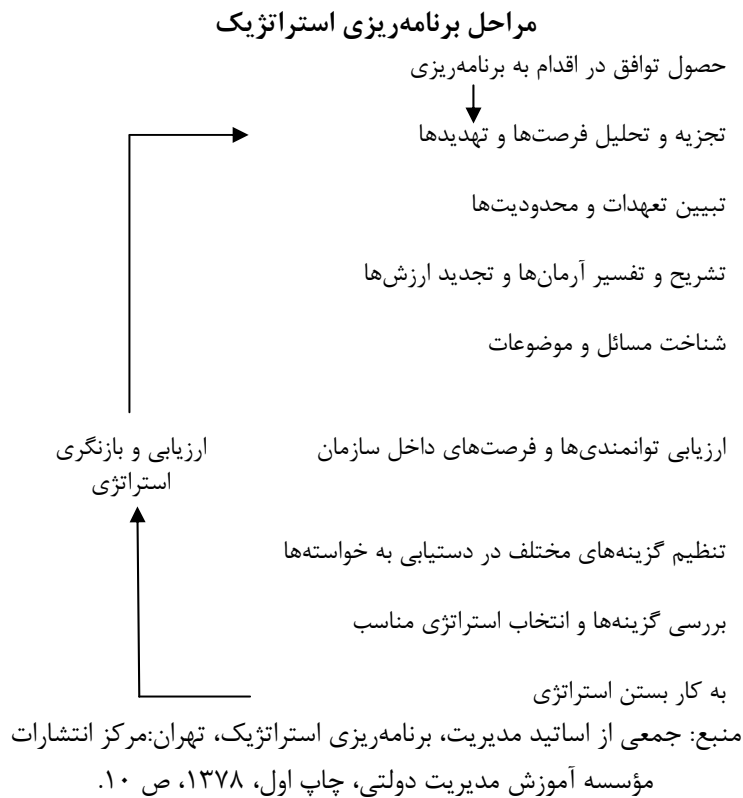 مراحل برنامه‌ریزی استراتژیک
حصول توافق در اقدام به برنامه‌ریزی
تجزیه و تحلیل فرصت‌ها و تهدیدها
تبیین تعهدات و محدودیت‌ها
تشریح و تفسیر آرمان‌ها و تجدید ارزش‌ها
شناخت مسائل و موضوعات
ارزیابی توانمندی‌ها و فرصت‌های داخل سازمان
ارزیابی و بازنگری
استراتژی
تنظیم گزینه‌های مختلف در دستیابی به خواسته‌ها
بررسی گزینه‌ها و انتخاب استراتژی مناسب
به کار بستن استراتژی
منبع: جمعی از اساتید مدیریت، برنامه‌ریزی استراتژیک، تهران:مرکز انتشارات
مؤسسه آموزش مدیریت دولتی، چاپ اول، ۱۳۷۸، ص ۱۰.